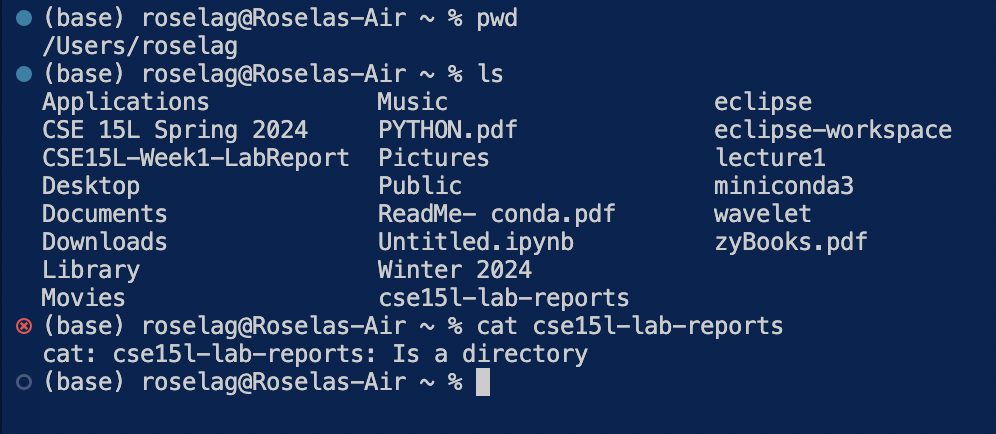 (base) roselag@Roselas-Air ~ % pwd
/Users/roselag
(base) roselag@Roselas-Air ~ % ls
Applications Music eclipse
CSE 15L Spring 2024 PYTHON.pdf eclipse-workspace
CSE15L-Week1-LabReport Pictures lecture1
Desktop Public miniconda3
Documents ReadMe- conda.pdf wavelet
Downloads Untitled.ipynb zyBooks.pdf
Library Winter 2024
Movies cse15l-lab-reports
(base) roselag@Roselas-Air ~ % cat cse15l-lab-reports
cat: cse15l-lab-reports: Is a directory
(base) roselag@Roselas-Air ~ %